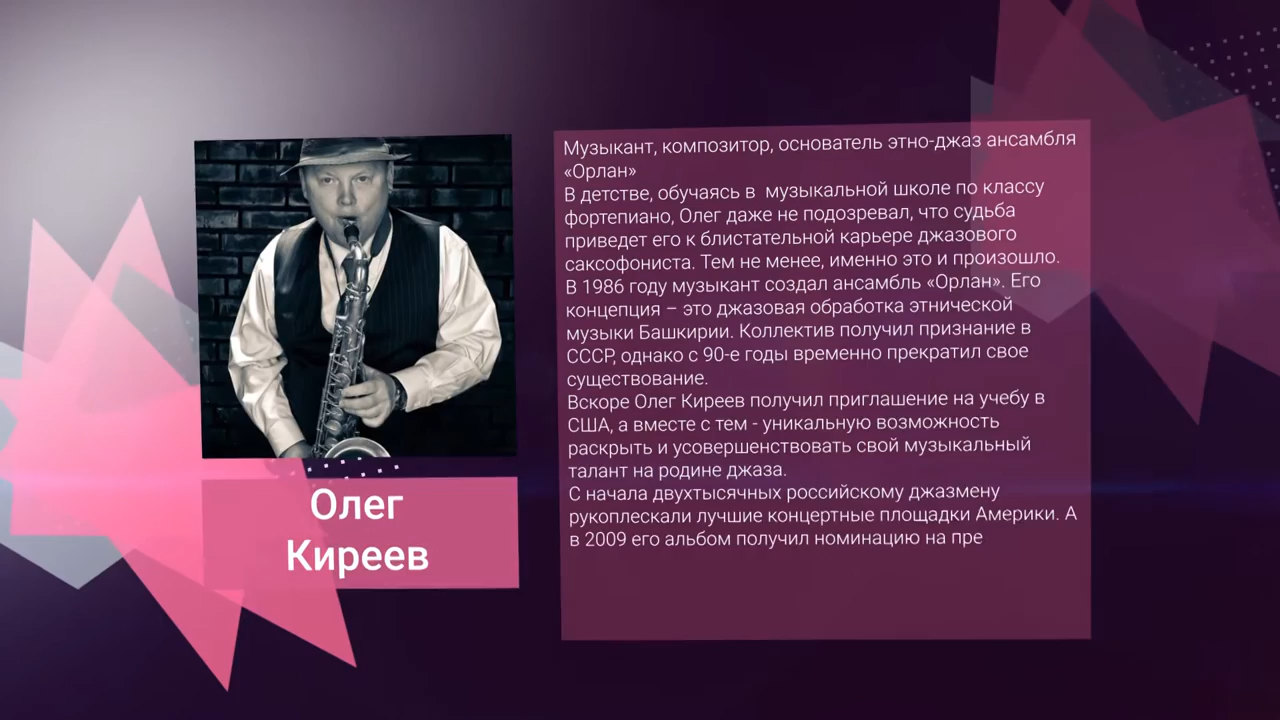 Олег
Киреев
Музыкант, композитор, основатель этно-джаз ансамбля
«Орлан»
В детстве, обучаясь в  музыкальной школе по классу
фортепиано, Олег даже не подозревал, что судьба
приведет его к блистательной карьере джазового
саксофониста. Тем не менее, именно это и произошло.
В 1986 году музыкант создал ансамбль «Орлан». Его
концепция – это джазовая обработка этнической
музыки Башкирии. Коллектив получил признание в
СССР, однако с 90-е годы временно прекратил свое
существование.
Вскоре Олег Киреев получил приглашение на учебу в
США, а вместе с тем - уникальную возможность
раскрыть и усовершенствовать свой музыкальный
талант на родине джаза.
С начала двухтысячных российскому джазмену
рукоплескали лучшие концертные площадки Америки. А
в 2009 его альбом получил номинацию на пре